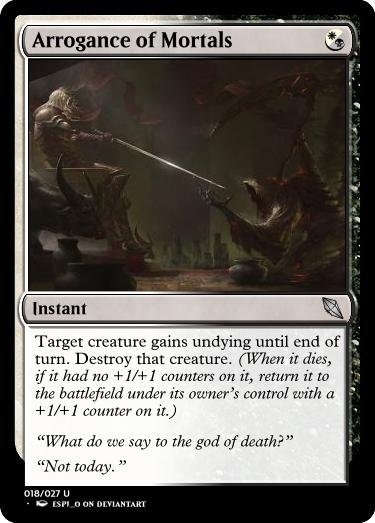 Arrogance of Mortals
Instant
Target creature gains undying until end of
turn. Destroy that creature. (When it dies,
if it had no +1/+1 counters on it, return it to
the battlefield under its owner's control with a
+1/+1 counter on it.)
“What do we say to the god of death?”
“Not today.”
018/027 U
· ESPI_O ON DEVIANTART